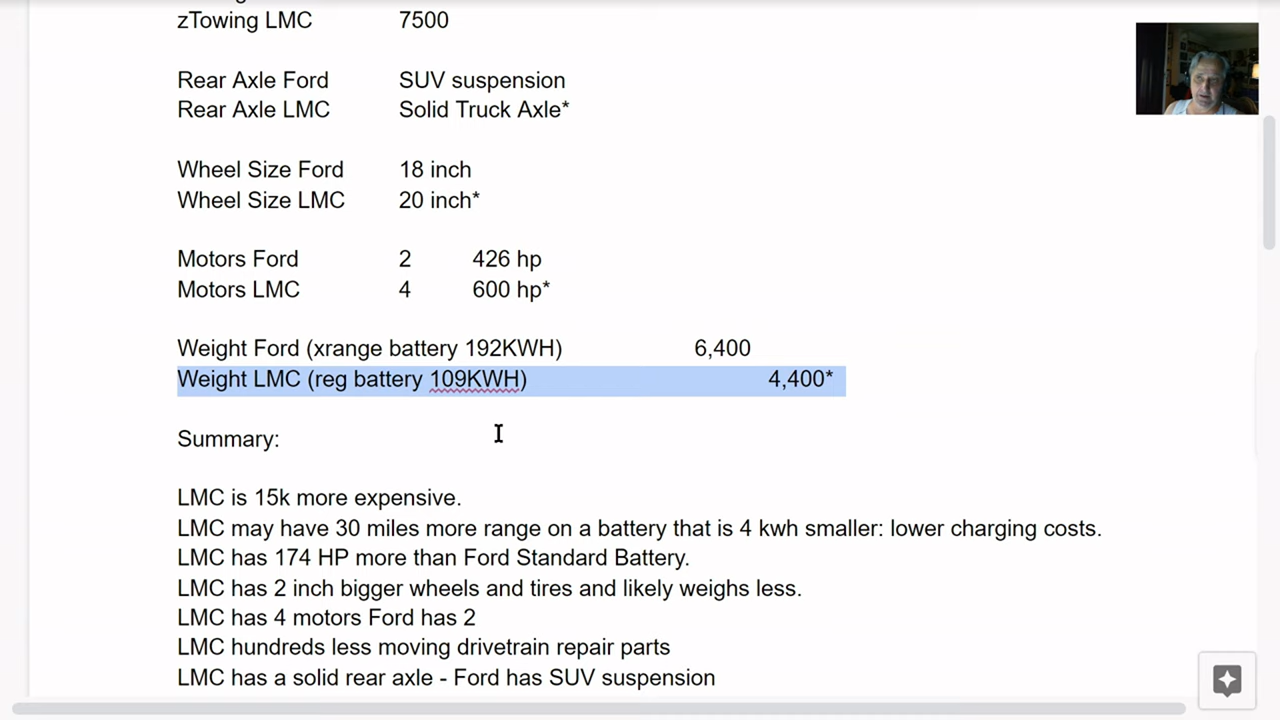 zTowing LMC 7500
Rear Axle Ford SUV suspension
Rear Axle LMC Solid Truck Axle*
Wheel Size Ford 18 inch
Wheel Size LMC 20 inch*
Motors Ford 2 426 hp
Motors LMC 4 600 hp*
Weight Ford (xrange battery 192KWH) 6,400
Weight LMC (reg battery 109KWH) 4,400*
Summary:
LMC is 15k more expensive.
LMC may have 30 miles more range on a battery that is 4 kwh smaller: lower charging costs.
LMC has 174 HP more than Ford Standard Battery.
LMC has 2 inch bigger wheels and tires and likely weighs less.
LMC has 4 motors Ford has 2
LMC hundreds less moving drivetrain repair parts
LMC has a solid rear axle - Ford has SUV suspension